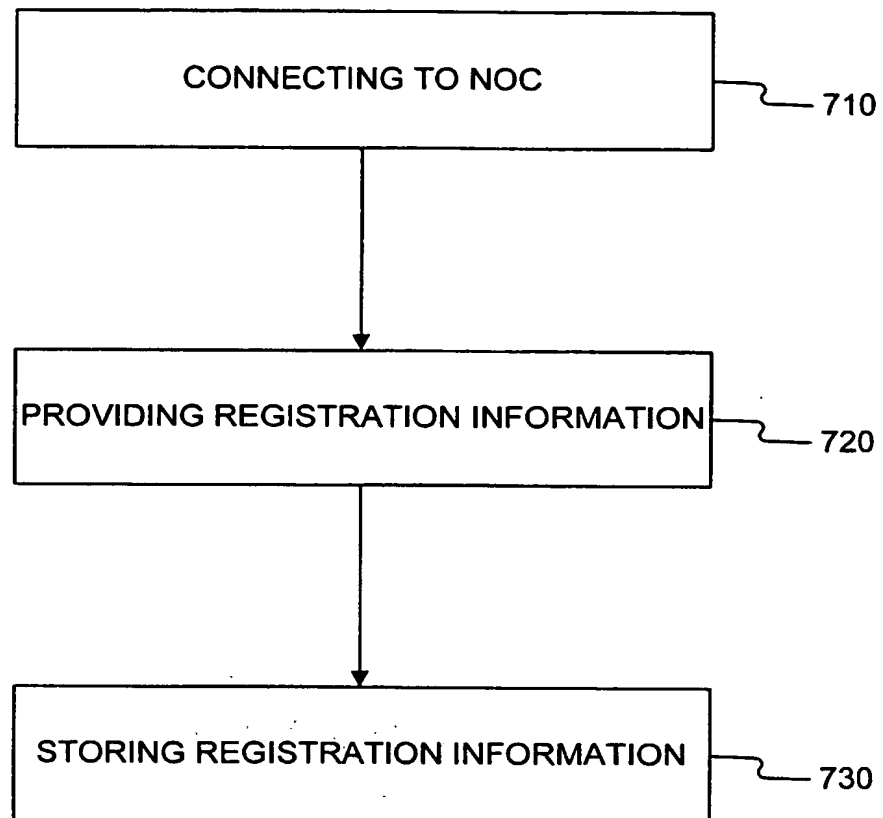 CONNECTING TO NOC
710
PROVIDING REGISTRATION INFORMATION
720
STORING REGISTRATION INFORMATION
730